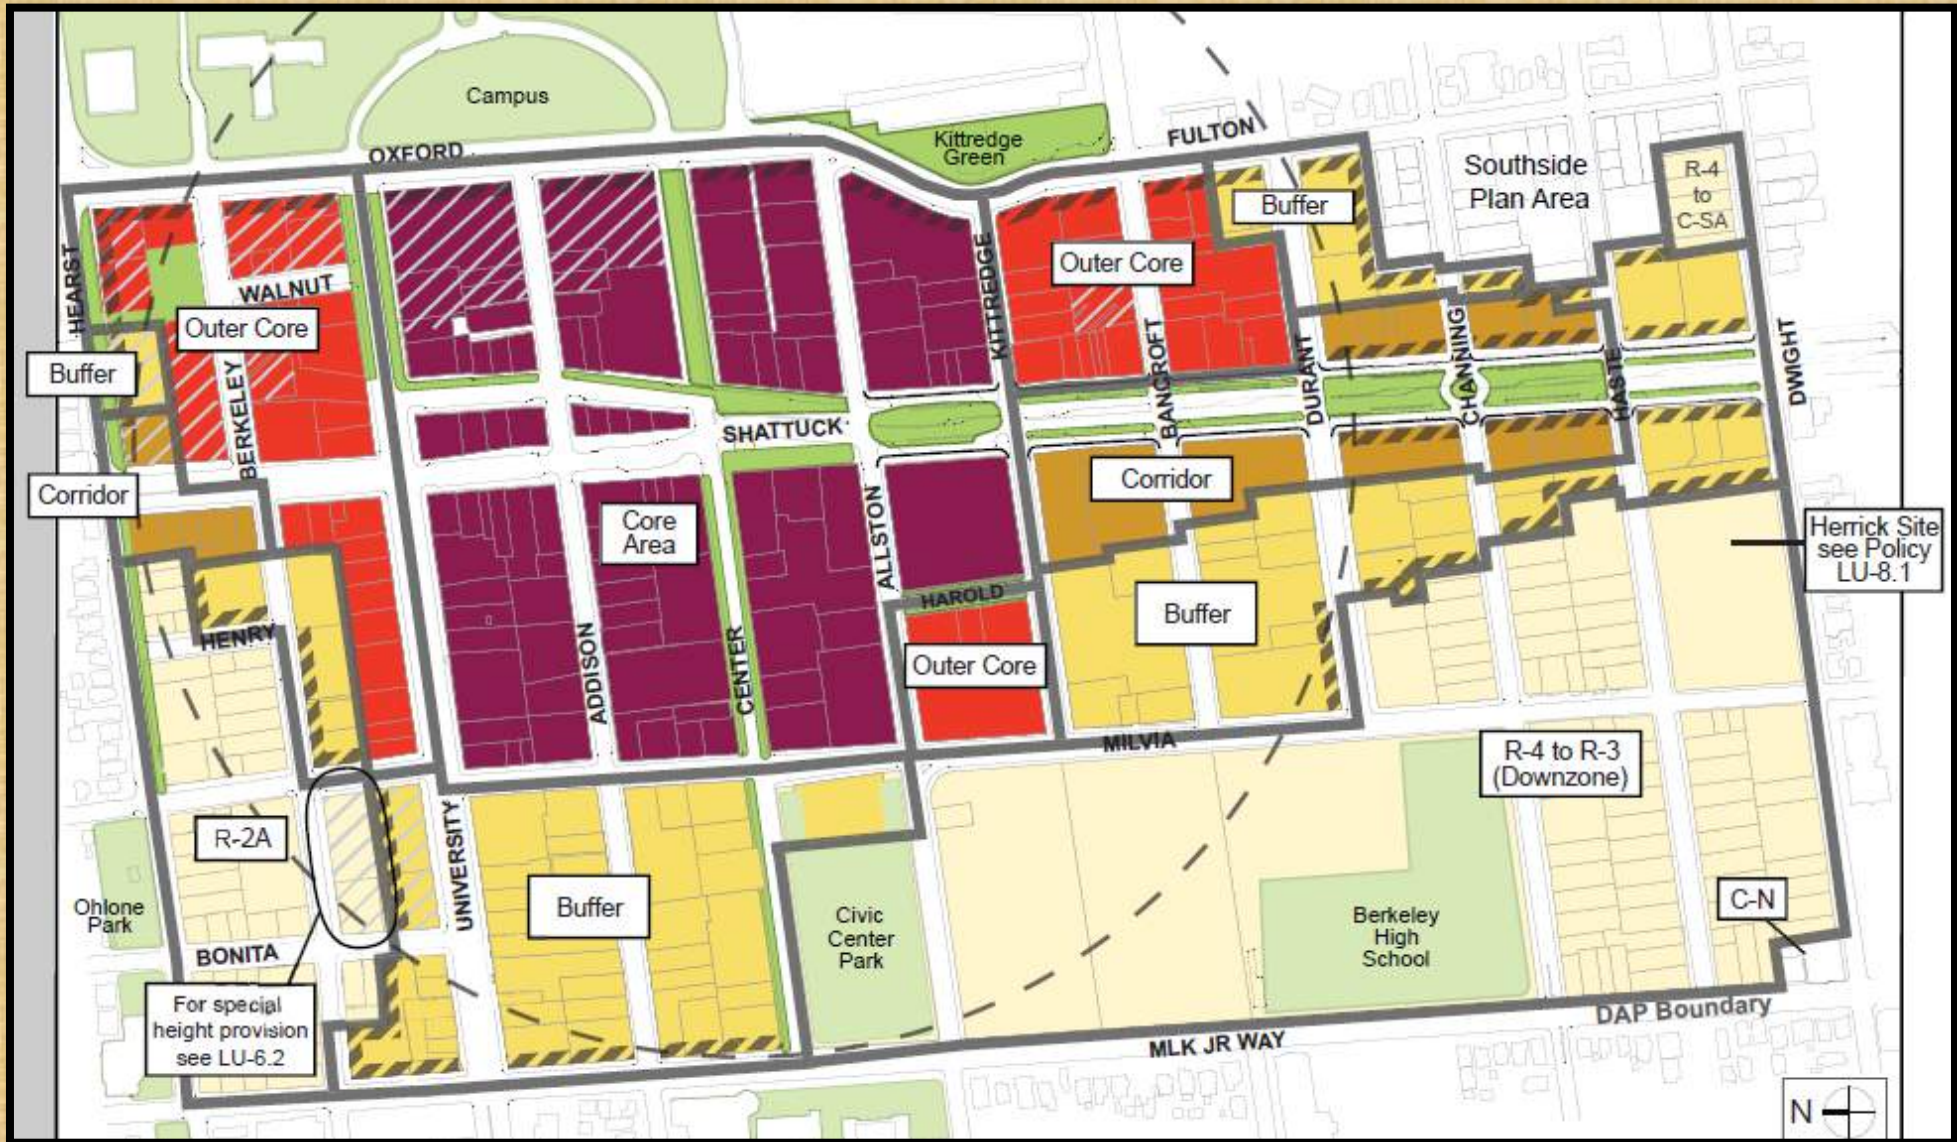 Campus
Kittredge
Green
FULTON
OXFORD
Southside
Plan Area
R-4
to
C-SA
Buffer
HEARST
WALNUT
Outer Core
KITTREDGE
Outer Core
Buffer
BERKELEY
BANCROFT
DURANT
CHANNING
HASTE
DWIGHT
SHATTUCK
Corridor
Corridor
Core
Area
ALLSTON
Herrick Site
see Policy
LU-8.1
HAROLD
Buffer
HENRY
ADDISON
CENTER
Outer Core
MILVIA
R-4 to R-3
(Downzone)
R-2A
UNIVERSITY
Ohlone
Park
Buffer
Civic
Center
Park
Berkeley
High
School
C-N
BONITA
For special
height provision
see LU-6.2
DAP Boundary
MLK JR WAY
N